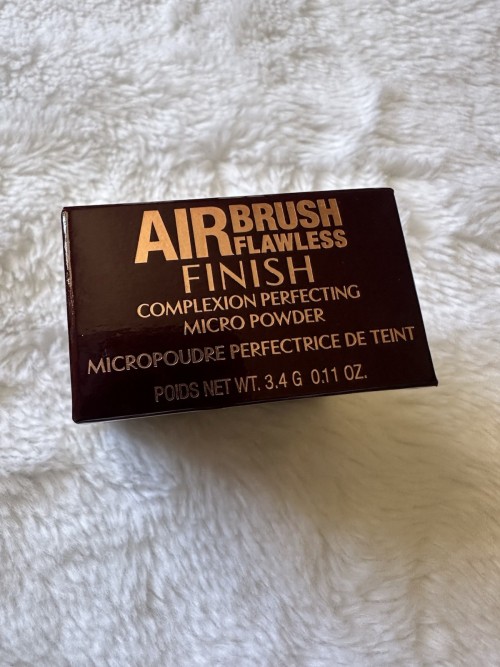 AIRBRUSH
FLAWLESS
FINISH
COMPLEXION PERFECTING
MICRO POWDER
MICROPOUDRE PERFECTRICE DE TEINT
POIDS NET WT. 3.4 G 0.11 OZ.